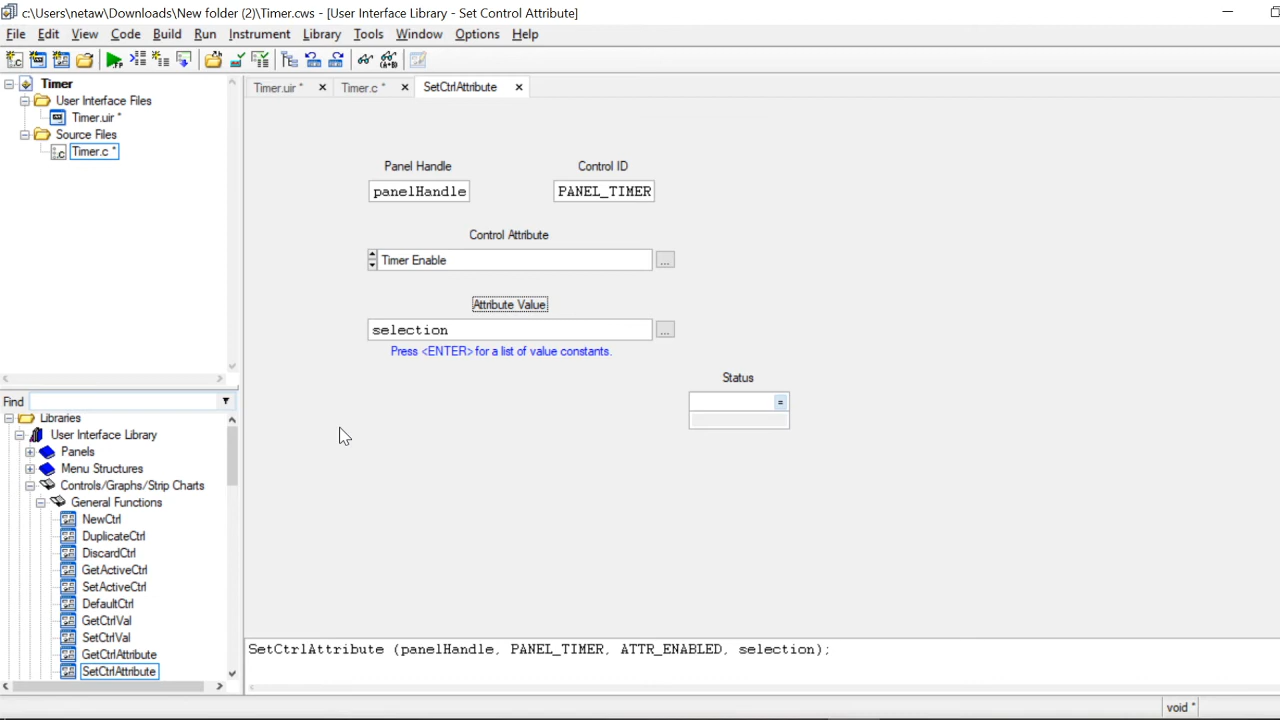 c:\Users\netaw\Downloads\New folder (2)\Timer.cws - [User Interface Library - Set Control Attribute]
File Edit View Code Build Run Instrument Library Tools Window Options Help
Timer
User Interface Files
Timer.uir *
Source Files
Timer.c *
Find
Libraries
User Interface Library
Panels
Menu Structures
Controls/Graphs/Strip Charts
General Functions
NewCtrl
DuplicateCtrl
DiscardCtrl
GetActiveCtrl
SetActiveCtrl
DefaultCtrl
GetCtrlVal
SetCtrlVal
GetCtrlAttribute
SetCtrlAttribute
Timer.uir * Timer.c * SetCtrlAttribute
Panel Handle Control ID
panelHandle PANEL_TIMER
Control Attribute
Timer Enable ...
Attribute Value
selection ...
Press <ENTER> for a list of value constants.
Status
=
SetCtrlAttribute (panelHandle, PANEL_TIMER, ATTR_ENABLED, selection);
void *